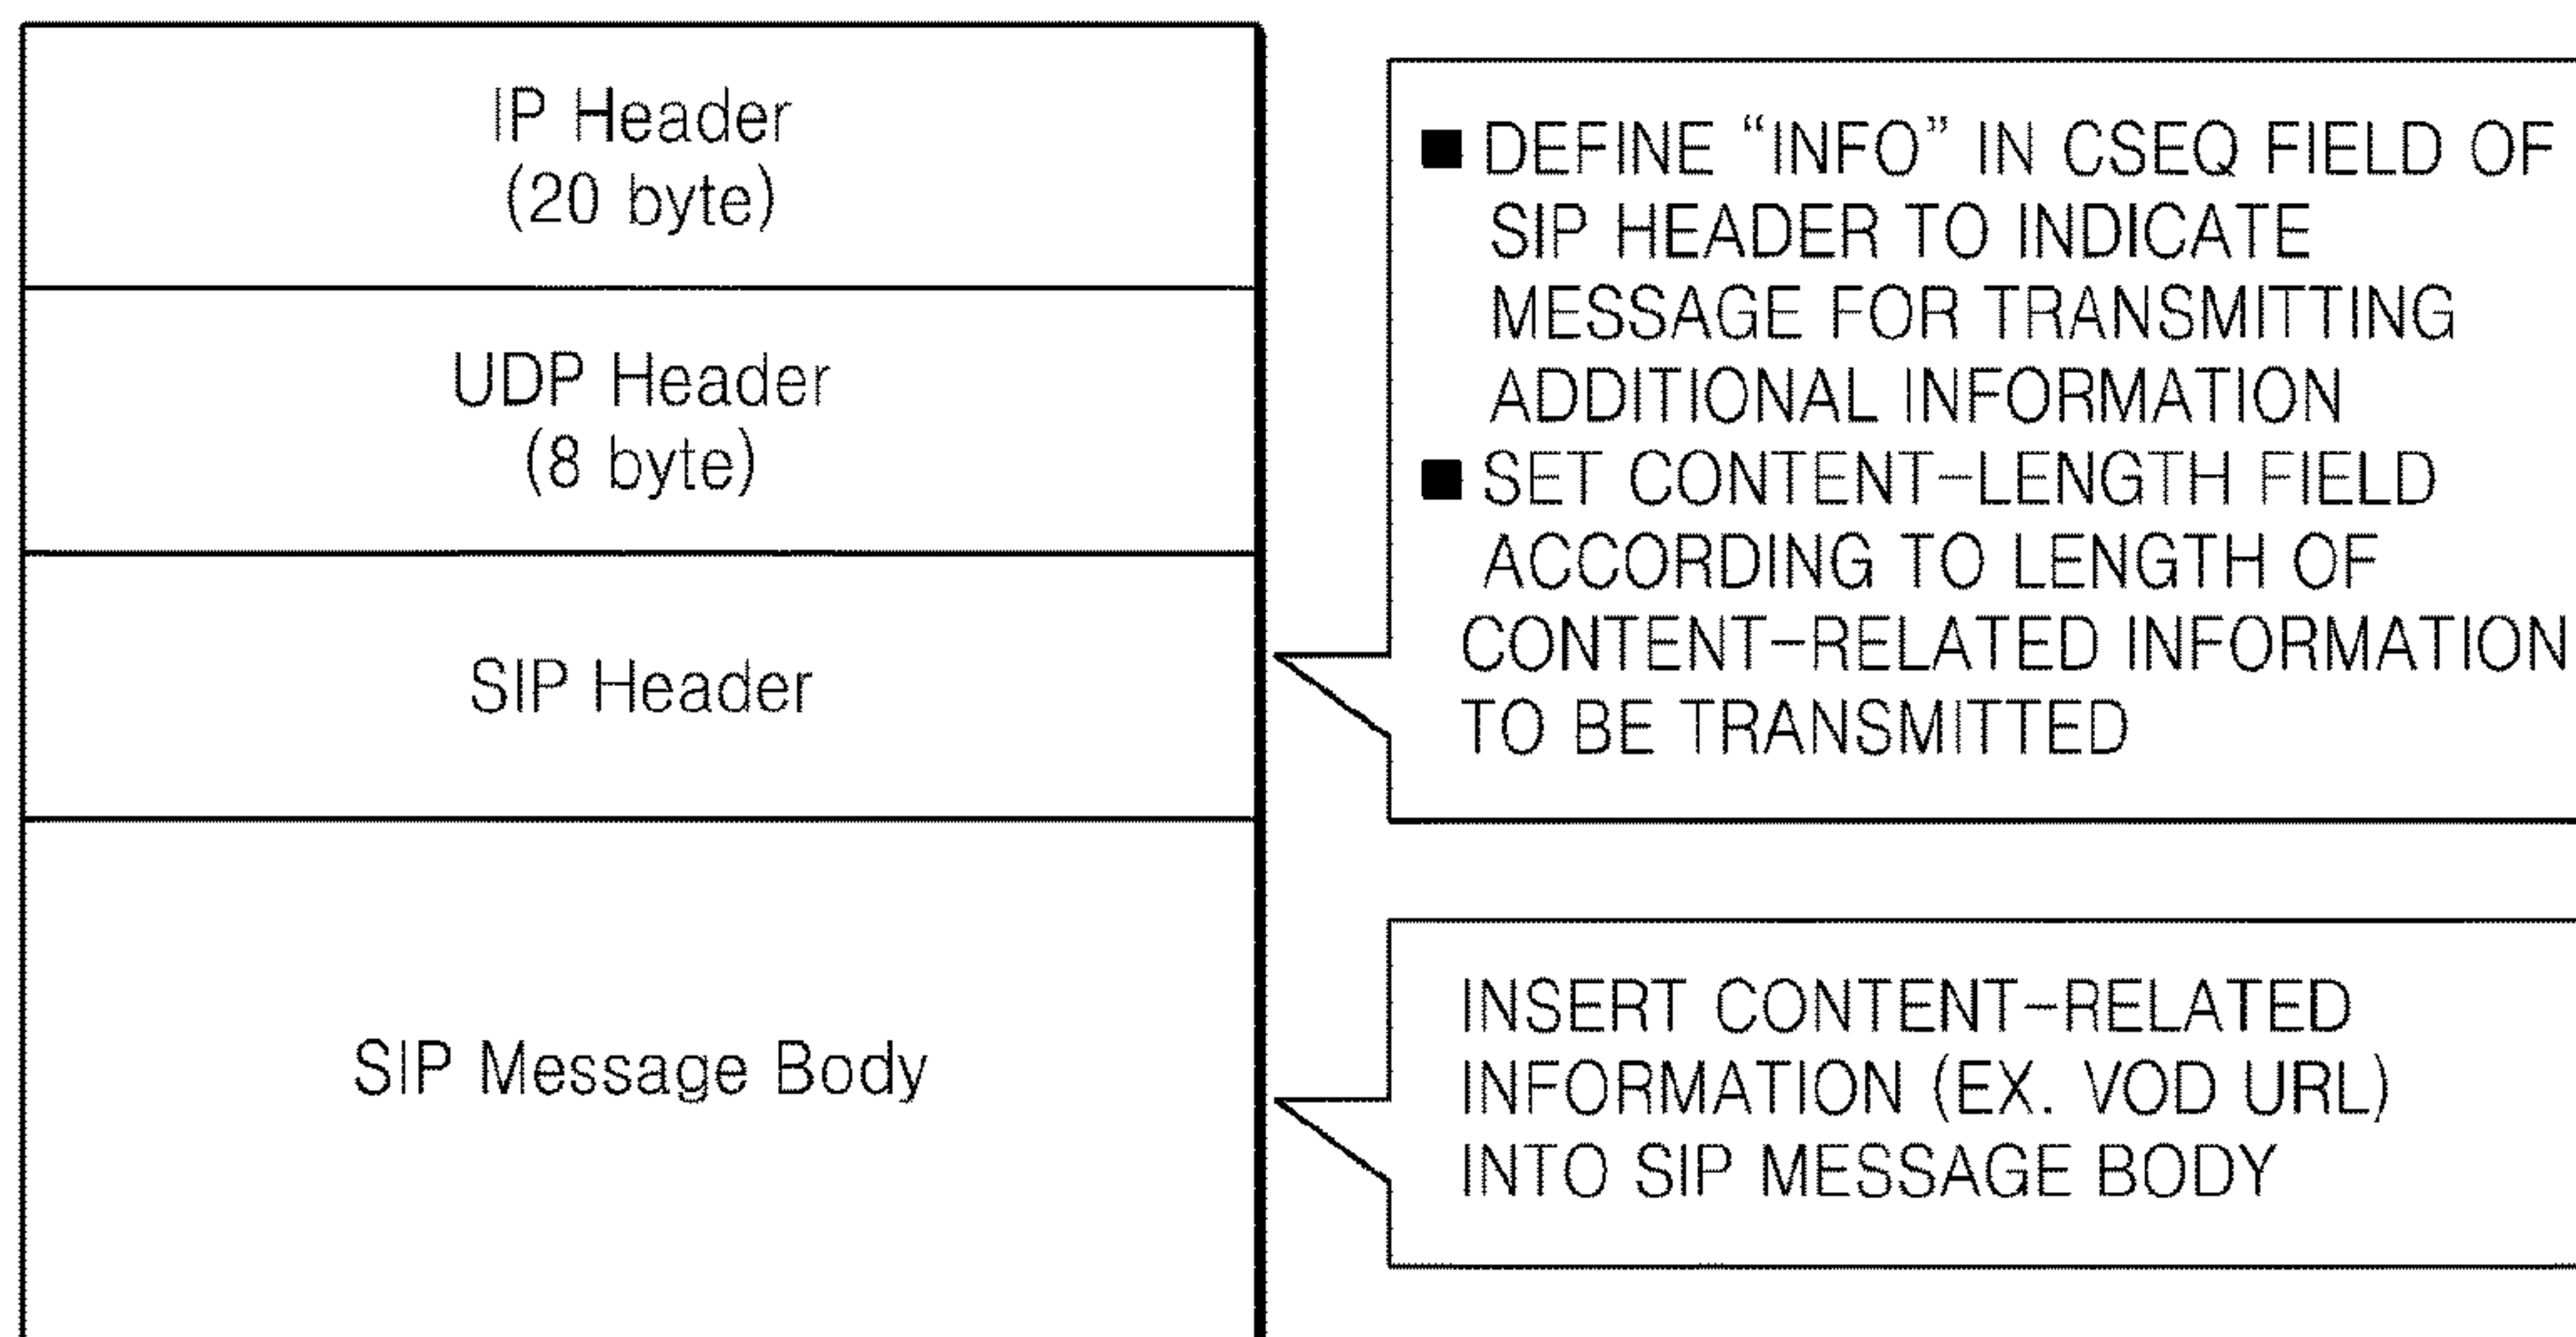 IP Header
(20 byte)
UDP Header
(8 byte)
SIP Header
SIP Message Body
■ DEFINE “INFO” IN CSEQ FIELD OF
SIP HEADER TO INDICATE
MESSAGE FOR TRANSMITTING
ADDITIONAL INFORMATION
■ SET CONTENT-LENGTH FIELD
ACCORDING TO LENGTH OF
CONTENT-RELATED INFORMATION
TO BE TRANSMITTED
INSERT CONTENT-RELATED
INFORMATION (EX. VOD URL)
INTO SIP MESSAGE BODY